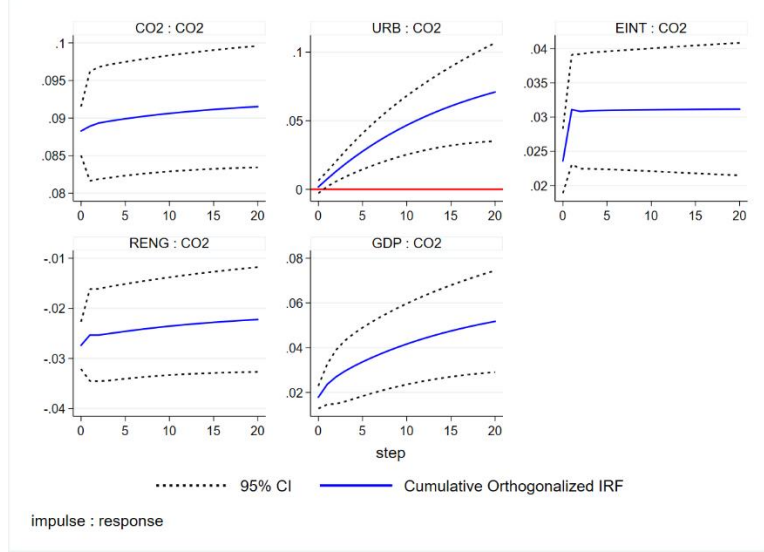 CO2 : CO2
.1
.095
.09
.085
.08
0 5 10 15 20
URB : CO2
.1
.05
0
0 5 10 15 20
EINT : CO2
.04
.035
.03
.025
.02
0 5 10 15 20
RENG : CO2
-.01
-.02
-.03
-.04
0 5 10 15 20
GDP : CO2
.08
.06
.04
.02
0 5 10 15 20
step
95% CI Cumulative Orthogonalized IRF
impulse : response